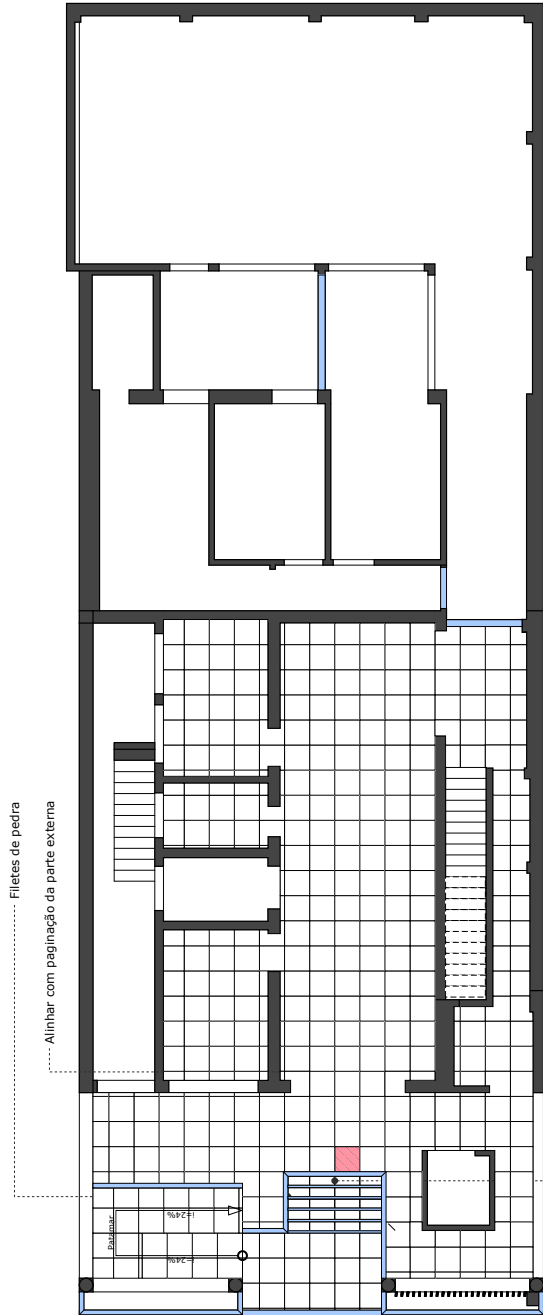 Filetes de pedra
Alinhar com paginação da parte externa
Patamar
i=24%
i=24%